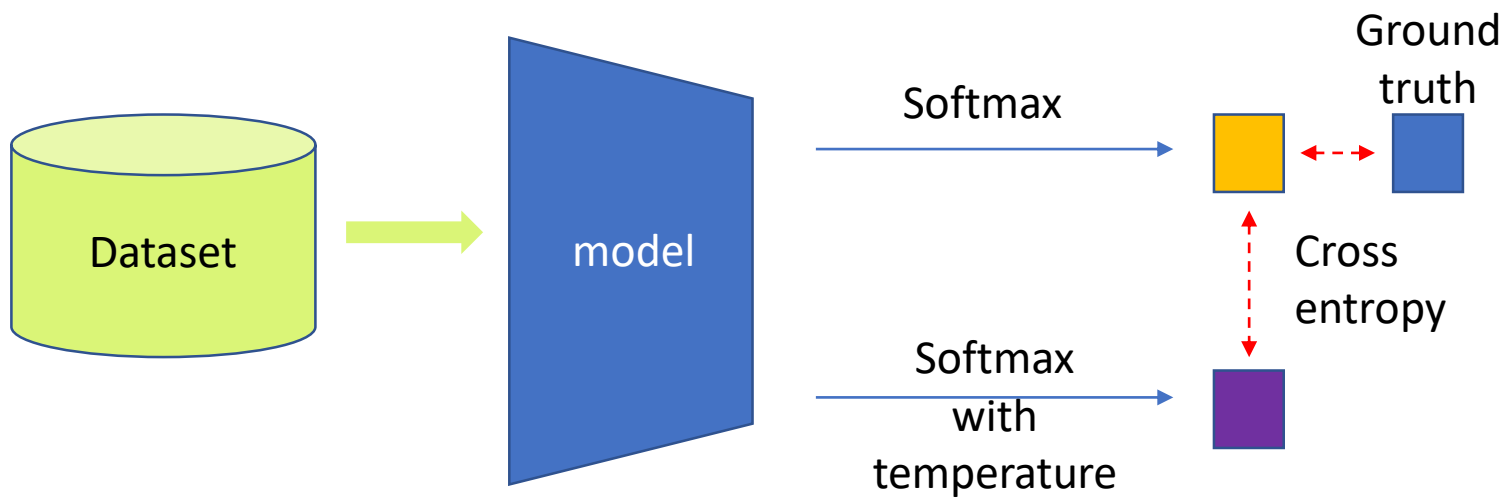 Ground
truth
Softmax
Dataset
model
Cross
entropy
Softmax
with
temperature